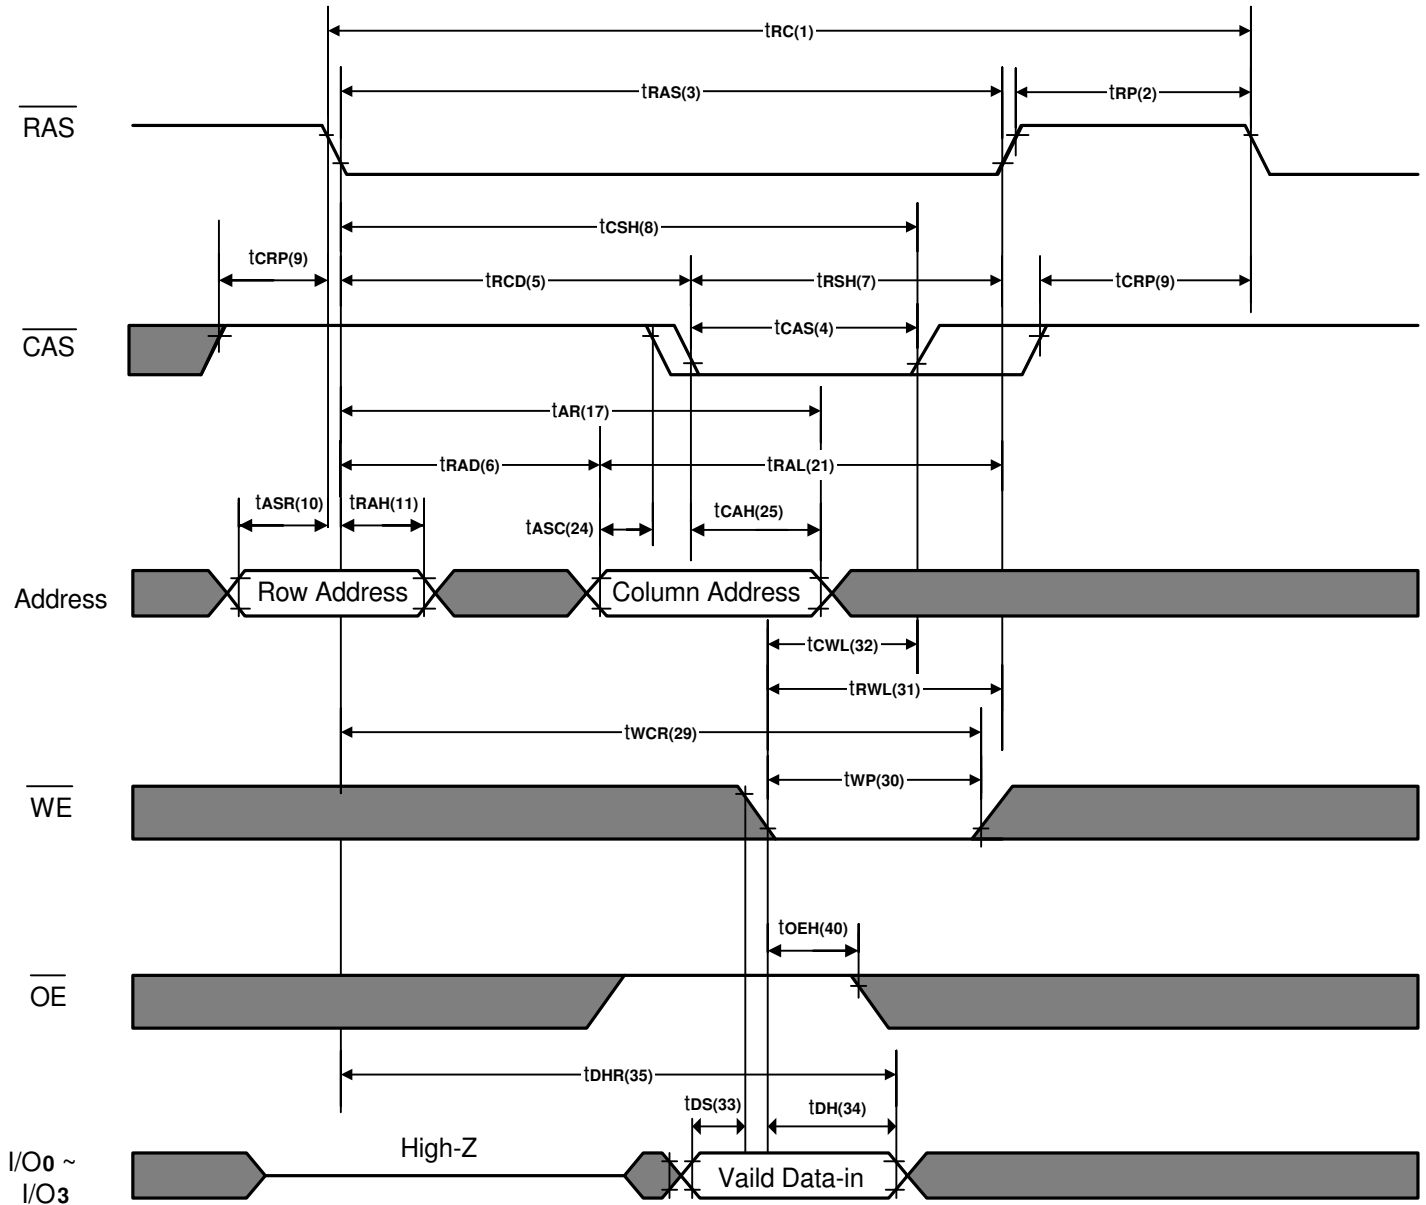 tRC(1)
tRAS(3)
tRP(2)
RAS
tCSH(8)
tCRP(9)
tRCD(5)
tRSH(7)
tCRP(9)
tCAS(4)
CAS
tAR(17)
tRAD(6)
tRAL(21)
tASR(10)
tRAH(11)
tASC(24)
tCAH(25)
Address
Row Address
Column Address
tCWL(32)
tRWL(31)
tWCR(29)
tWP(30)
WE
tOEH(40)
OE
tDHR(35)
tDS(33)
tDH(34)
High-Z
I/O0 ~
I/O3
Vaild Data-in